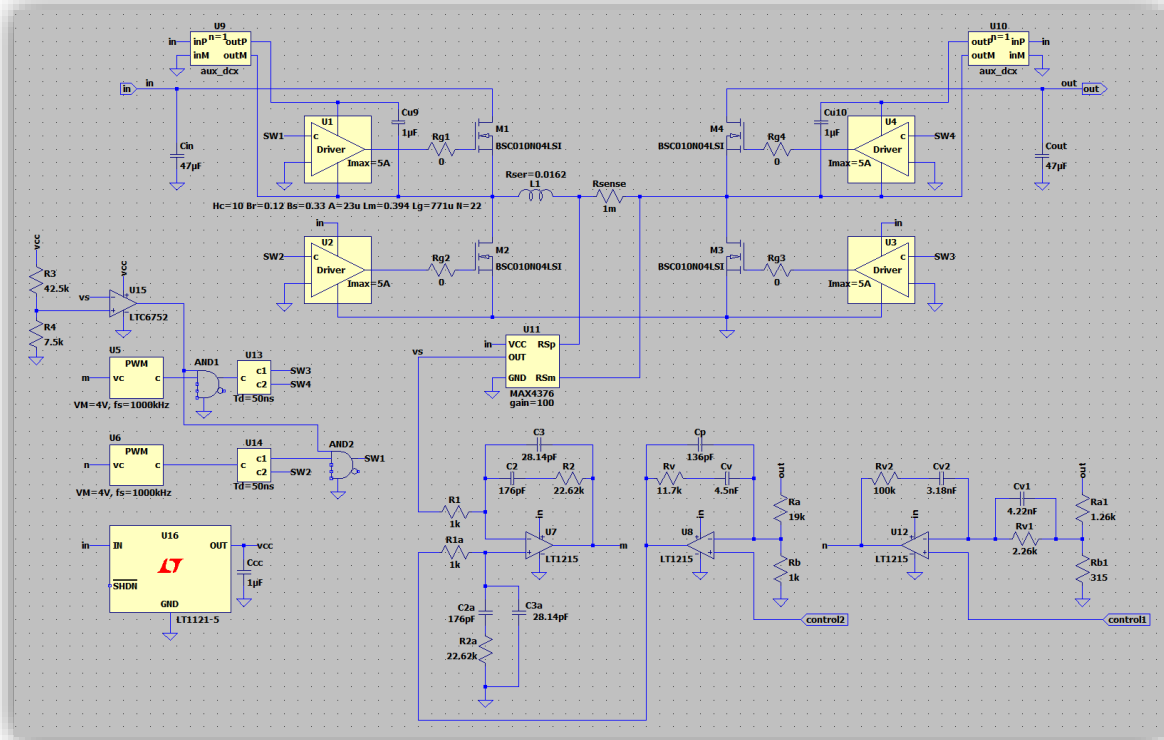 U9
n=1
in inP outP
inM outM
aux_dcx
U10
n=1
outP inP in
outM inM
aux_dcx
in in
out out
Cin
47µF
U1
SW1 c
Driver
Imax=5A
Cu9
1µF
Rg1
0
M1
BSC010N04LSI
M4
BSC010N04LSI
Rg4
0
Cu10
1µF
U4
c SW4
Driver
Imax=5A
Cout
47µF
Rser=0.0162
L1
Rsense
1m
Hc=10 Br=0.12 Bs=0.33 A=23u Lm=0.394 Lg=771u N=22
in
U2
SW2 c
Driver
Imax=5A
Rg2
0
M2
BSC010N04LSI
M3
BSC010N04LSI
Rg3
0
in
U3
c SW3
Driver
Imax=5A
vcc
R3
42.5k
R4
7.5k
vs
vcc
U15
LTC6752
U5
PWM
m vc c
VM=4V, fs=1000kHz
AND1
U13
c c1 SW3
c2 SW4
Td=50ns
U6
PWM
n vc c
VM=4V, fs=1000kHz
U14
c c1
c2 SW2
Td=50ns
AND2
SW1
U11
in VCC RSp
vs OUT
GND RSm
MAX4376
gain=100
U16
in IN OUT vcc
SHDN
GND
LT1121-5
Ccc
1µF
C3
28.14pF
C2
176pF
R2
22.62k
R1
1k
R1a
1k
in
U7
LT1215
m
C2a
176pF
C3a
28.14pF
R2a
22.62k
Cp
136pF
Rv
11.7k
Cv
4.5nF
in
U8
LT1215
out
Ra
19k
Rb
1k
control2
Rv2
100k
Cv2
3.18nF
n
in
U12
LT1215
Cv1
4.22nF
Rv1
2.26k
out
Ra1
1.26k
Rb1
315
control1